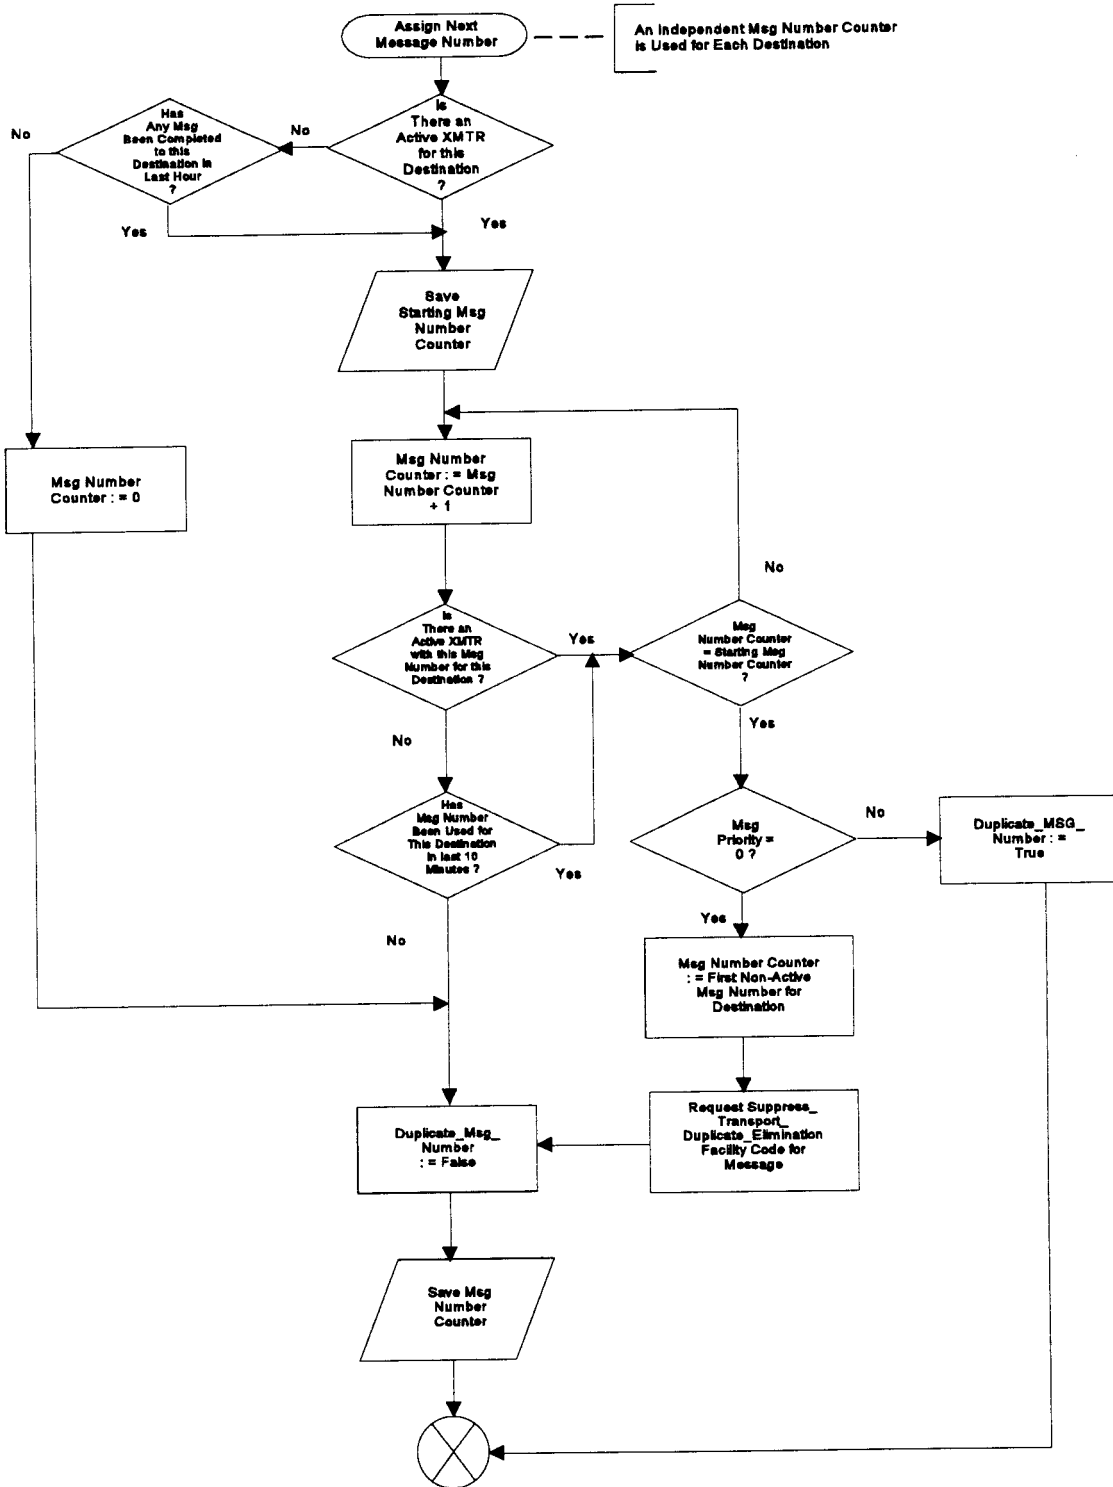 Assign Next
Message Number
An Independent Msg Number Counter
is Used for Each Destination
Is
There an
Active XMTR
for this
Destination
?
No
Has
Any Msg
Been Completed
to this
Destination in
Last Hour
?
No
Yes
Yes
Save
Starting Msg
Number
Counter
Msg Number
Counter : = 0
Msg Number
Counter : = Msg
Number Counter
+ 1
No
Is
There an
Active XMTR
with this Msg
Number for this
Destination ?
Yes
Msg
Number Counter
= Starting Msg
Number Counter
?
No
Yes
Has
Msg Number
Been Used for
This Destination
in last 10
Minutes ?
Yes
Msg
Priority =
0 ?
No
Duplicate_MSG_
Number : =
True
No
Yes
Msg Number Counter
: = First Non-Active
Msg Number for
Destination
Duplicate_Msg_
Number
: = False
Request Suppress_
Transport_
Duplicate_Elimination
Facility Code for
Message
Save Msg
Number
Counter